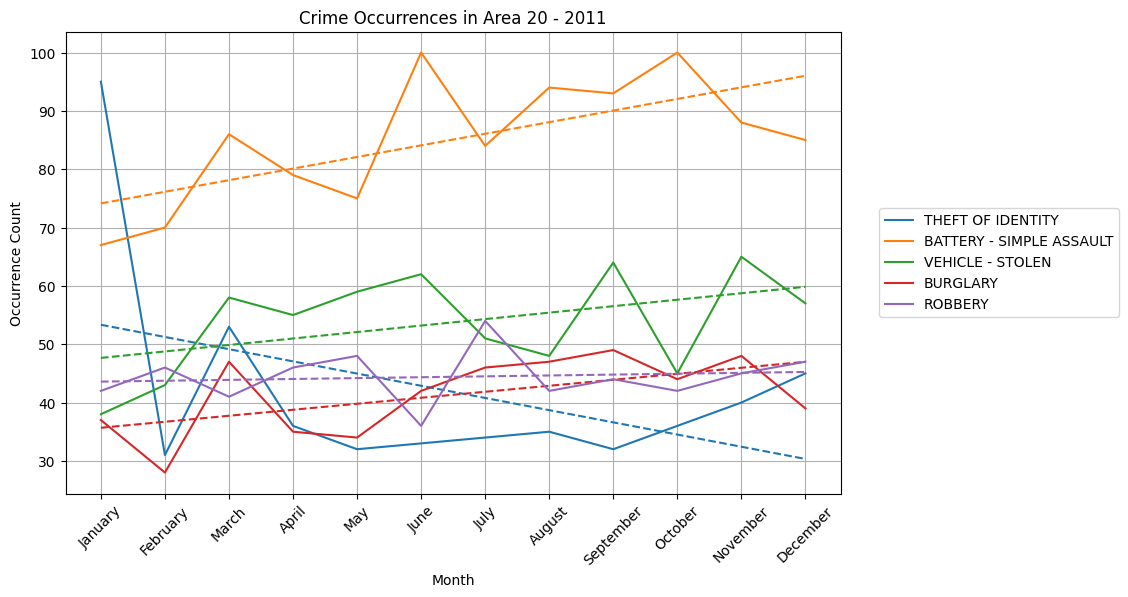 Crime Occurrences in Area 20 - 2011
Occurrence Count
100
90
80
70
60
50
40
30
January
February
March
April
May
June
July
August
September
October
November
December
Month
THEFT OF IDENTITY
BATTERY - SIMPLE ASSAULT
VEHICLE - STOLEN
BURGLARY
ROBBERY